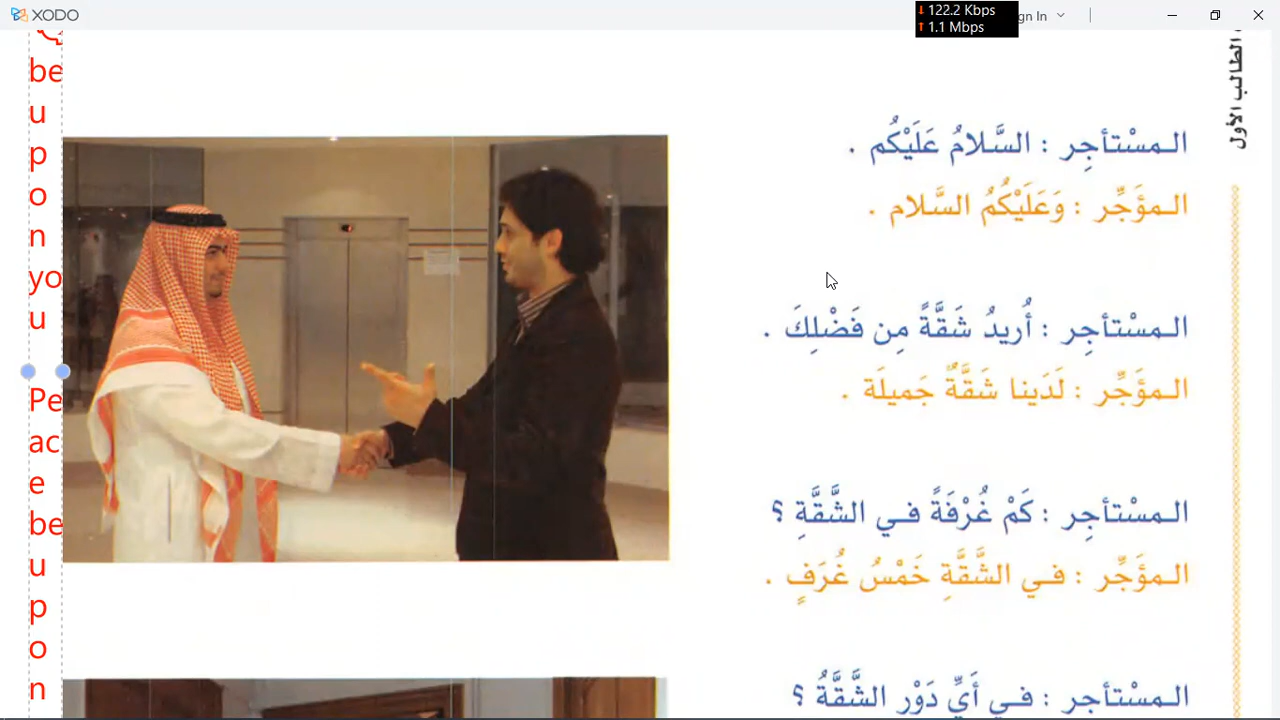 XODO
↓ 122.2 Kbps
↑ 1.1 Mbps
gn In
الطالب الأول
المسْتأجِر : السَّلامُ عَلَيْكُم .
المؤَجِّر : وَعَلَيْكُمُ السَّلام .
المسْتأجِر : أُريدُ شَقَّةً مِن فَضْلِكَ .
المؤَجِّر : لَدَينا شَقَّةٌ جَميلَة .
المسْتأجِر : كَمْ غُرْفَةً في الشَّقَّةِ ؟
المؤَجِّر : في الشَّقَّةِ خَمْسُ غُرَفٍ .
المسْتأجِر : في أَيِّ دَوْر الشَّقَّةُ ؟
be
u
p
o
n
yo
u
Pe
ac
e
be
u
p
o
n